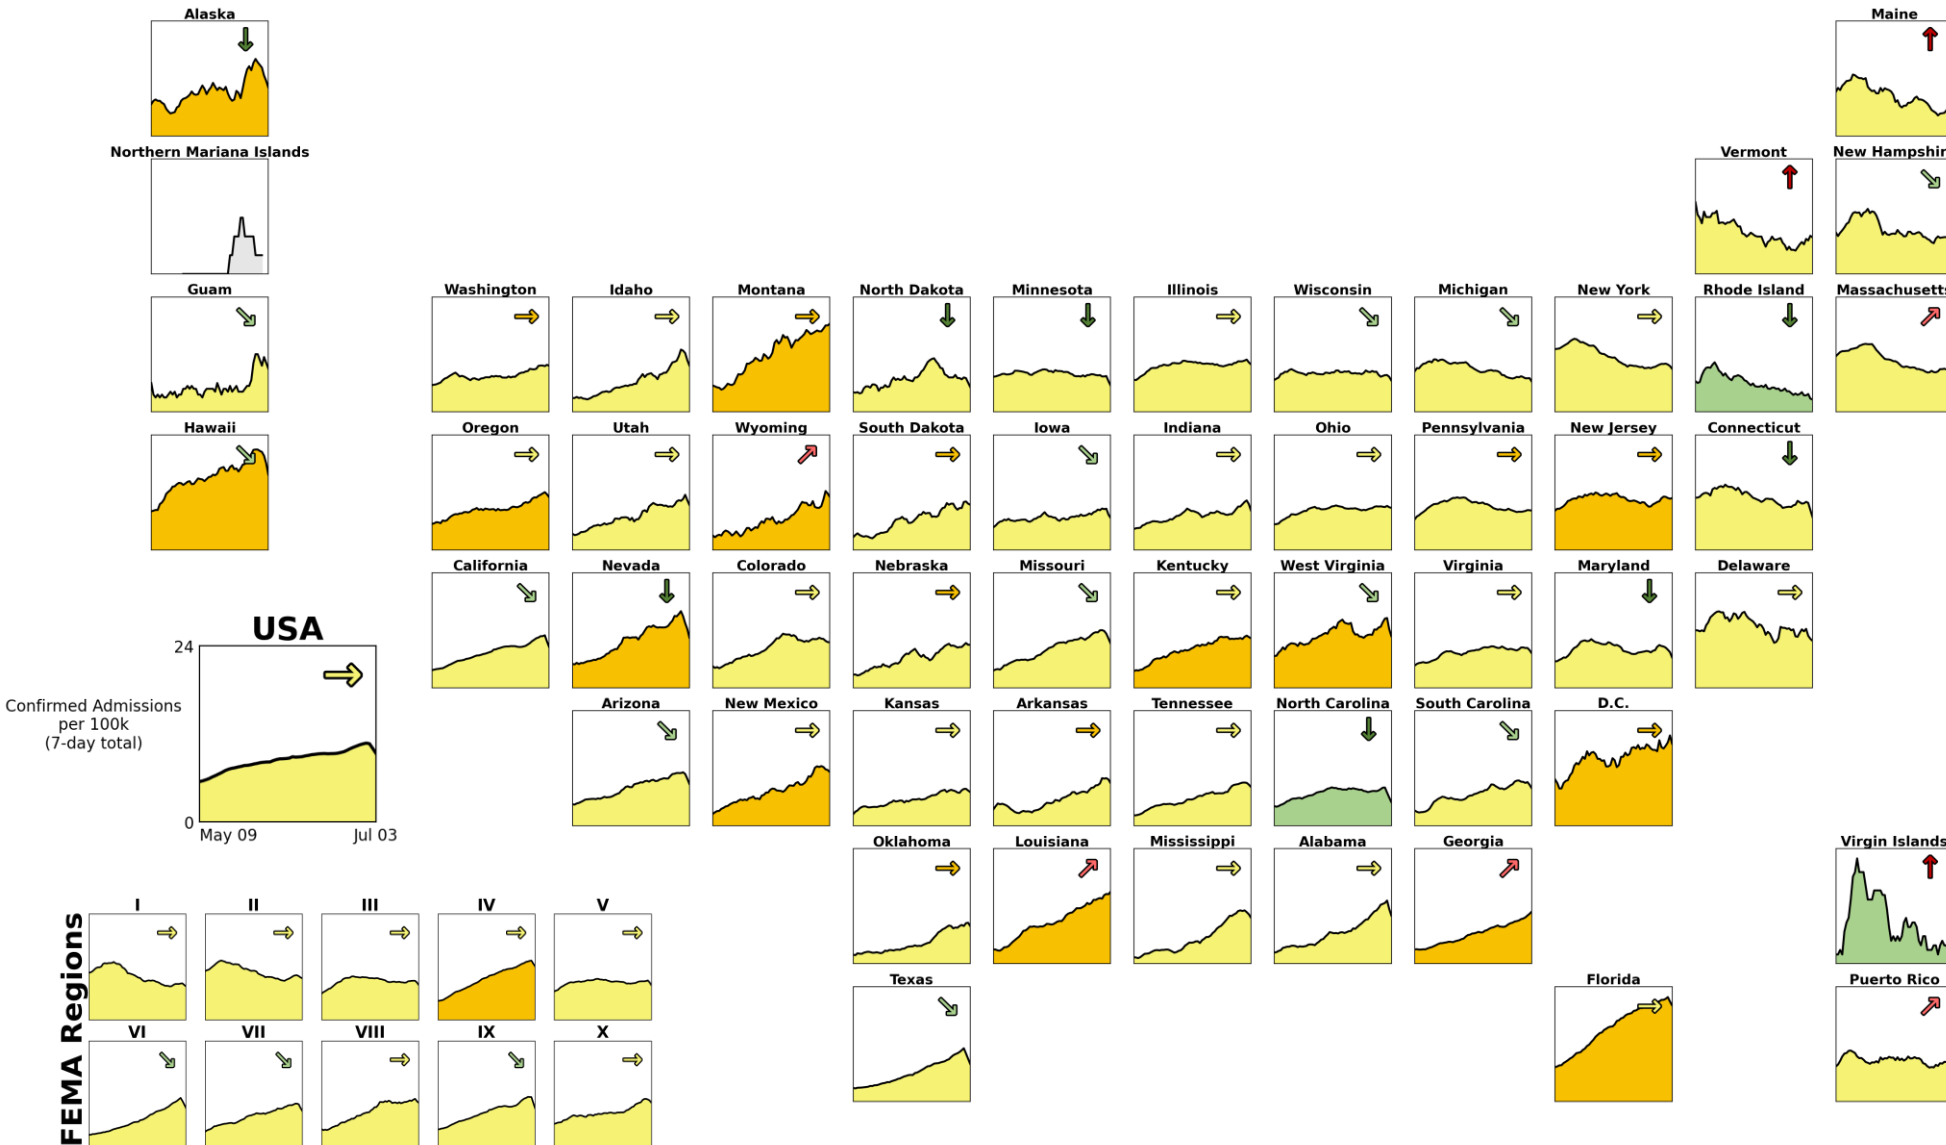 Alaska
Maine
Northern Mariana Islands
Vermont
New Hampshir
Guam
Washington
Idaho
Montana
North Dakota
Minnesota
Illinois
Wisconsin
Michigan
New York
Rhode Island
Massachusetts
Hawaii
Oregon
Utah
Wyoming
South Dakota
Iowa
Indiana
Ohio
Pennsylvania
New Jersey
Connecticut
California
Nevada
Colorado
Nebraska
Missouri
Kentucky
West Virginia
Virginia
Maryland
Delaware
USA
24
Confirmed Admissions
per 100k
(7-day total)
0
May 09
Jul 03
Arizona
New Mexico
Kansas
Arkansas
Tennessee
North Carolina
South Carolina
D.C.
Oklahoma
Louisiana
Mississippi
Alabama
Georgia
Virgin Islands
Texas
Florida
Puerto Rico
FEMA Regions
I
II
III
IV
V
VI
VII
VIII
IX
X